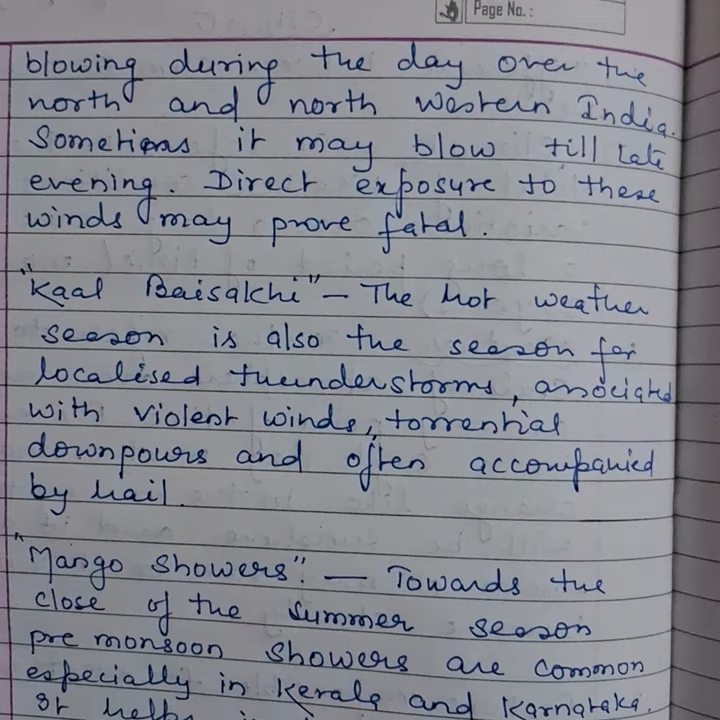 Page No. :
blowing during the day over the
north and north western India.
Sometimes it may blow till late
evening. Direct exposure to these
winds may prove fatal.
"Kaal Baisakhi" — The hot weather
season is also the season for
localised thunderstorms, associated
with violent winds, torrential
downpours and often accompanied
by hail.
"Mango Showers". — Towards the
close of the summer season
pre monsoon showers are common
especially in Kerala and Karnataka.
It helps